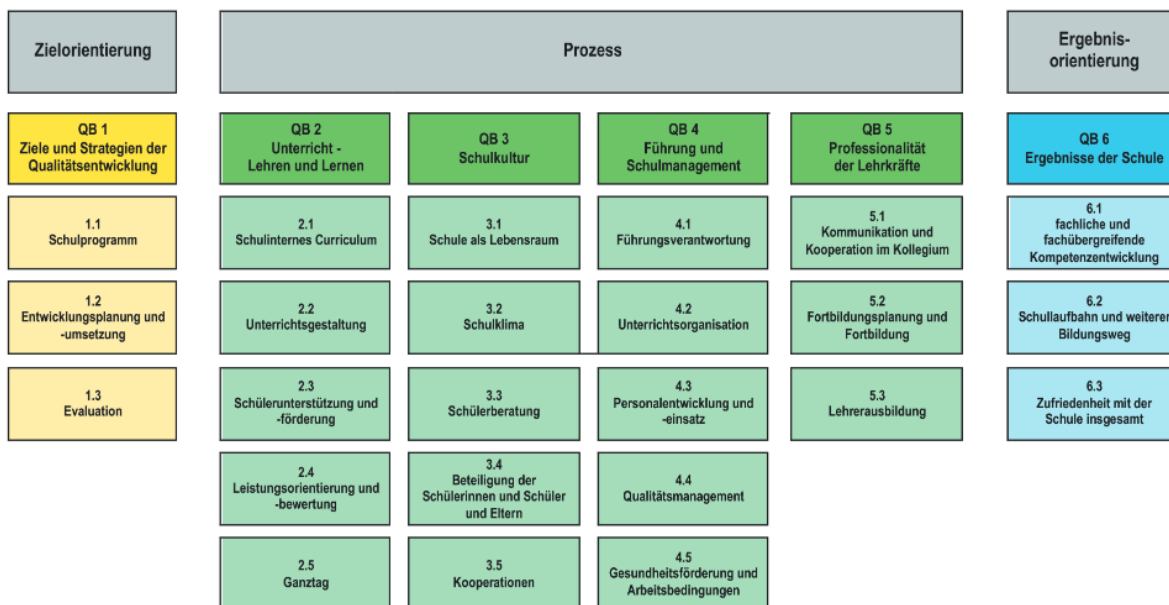 Zielorientierung
Prozess
Ergebnis-
orientierung
QB 1
Ziele und Strategien der
Qualitätsentwicklung
QB 2
Unterricht -
Lehren und Lernen
QB 3
Schulkultur
QB 4
Führung und
Schulmanagement
QB 5
Professionalität
der Lehrkräfte
QB 6
Ergebnisse der Schule
1.1
Schulprogramm
2.1
Schulinternes Curriculum
3.1
Schule als Lebensraum
4.1
Führungsverantwortung
5.1
Kommunikation und
Kooperation im Kollegium
6.1
fachliche und
fachübergreifende
Kompetenzentwicklung
1.2
Entwicklungsplanung und
-umsetzung
2.2
Unterrichtsgestaltung
3.2
Schulklima
4.2
Unterrichtsorganisation
5.2
Fortbildungsplanung und
Fortbildung
6.2
Schullaufbahn und weiterer
Bildungsweg
1.3
Evaluation
2.3
Schülerunterstützung und
-förderung
3.3
Schülerberatung
4.3
Personalentwicklung und
-einsatz
5.3
Lehrerausbildung
6.3
Zufriedenheit mit der
Schule insgesamt
2.4
Leistungsorientierung und
-bewertung
3.4
Beteiligung der
Schülerinnen und Schüler
und Eltern
4.4
Qualitätsmanagement
2.5
Ganztag
3.5
Kooperationen
4.5
Gesundheitsförderung und
Arbeitsbedingungen